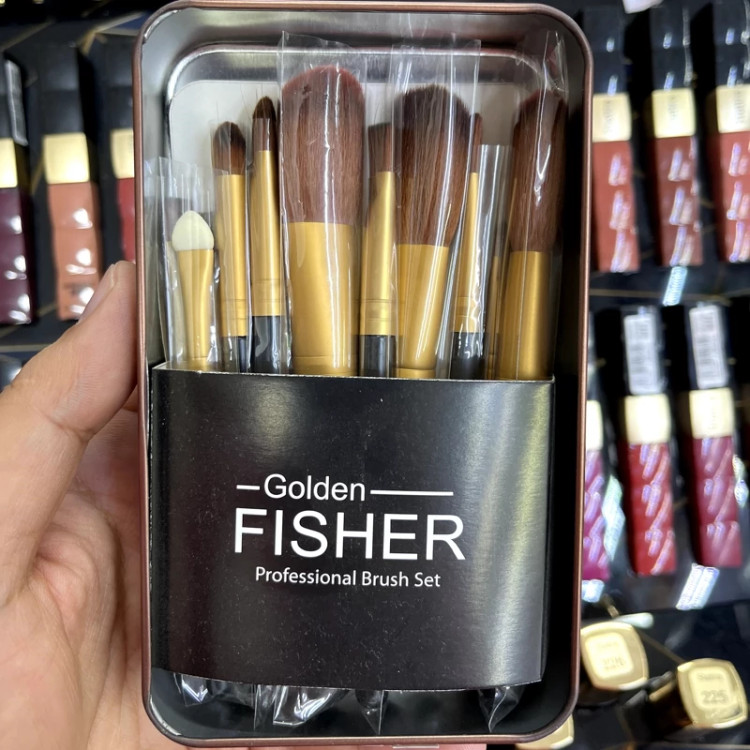 Golden
FISHER
Professional Brush Set
225